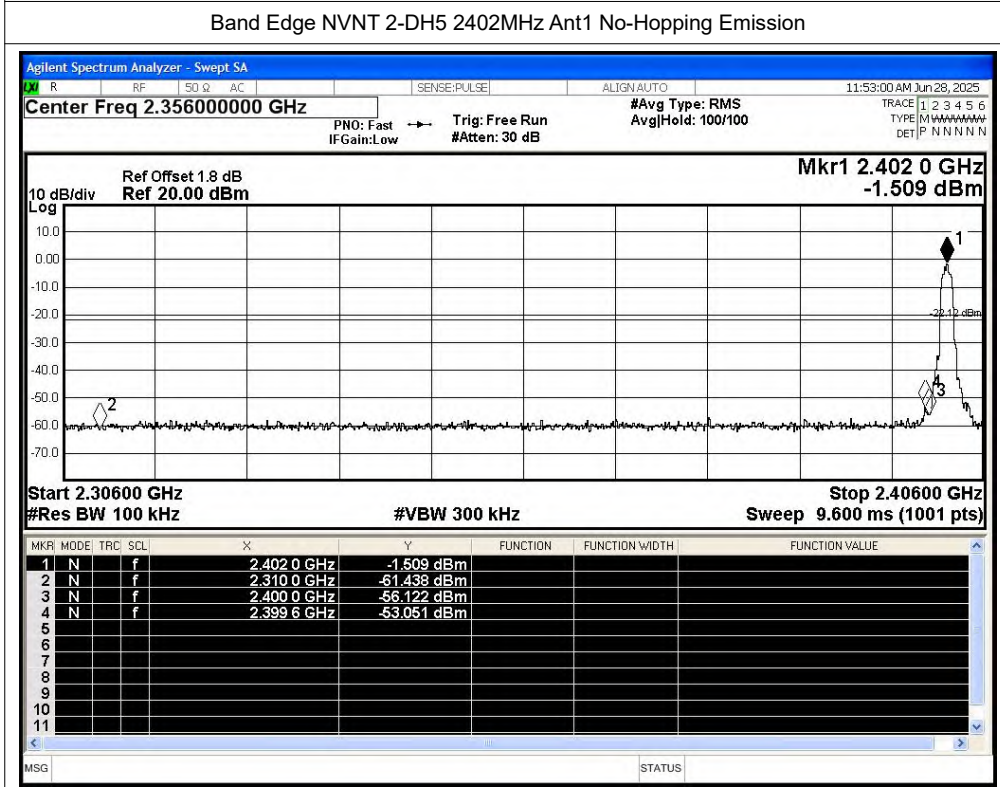 Band Edge NVNT 2-DH5 2402MHz Ant1 No-Hopping Emission
Agilent Spectrum Analyzer - Swept SA
LXI R RF 50 Ω AC SENSE:PULSE ALIGN AUTO 11:53:00 AM Jun 28, 2025
Center Freq 2.356000000 GHz #Avg Type: RMS TRACE 1 2 3 4 5 6
PNO: Fast Trig: Free Run Avg|Hold: 100/100 TYPE M WWWWW
IFGain:Low #Atten: 30 dB DET P N N N N N
Mkr1 2.402 0 GHz
Ref Offset 1.8 dB
10 dB/div Ref 20.00 dBm -1.509 dBm
Log
10.0
1
0.00
-10.0
-20.0
-22.12 dBm
-30.0
-40.0
4
3
-50.0
2
-60.0
-70.0
Start 2.30600 GHz Stop 2.40600 GHz
#Res BW 100 kHz #VBW 300 kHz Sweep 9.600 ms (1001 pts)
MKR MODE TRC SCL X Y FUNCTION FUNCTION WIDTH FUNCTION VALUE
1 N f 2.402 0 GHz -1.509 dBm
2 N f 2.310 0 GHz -61.438 dBm
3 N f 2.400 0 GHz -56.122 dBm
4 N f 2.399 6 GHz -53.051 dBm
5
6
7
8
9
10
11
MSG STATUS